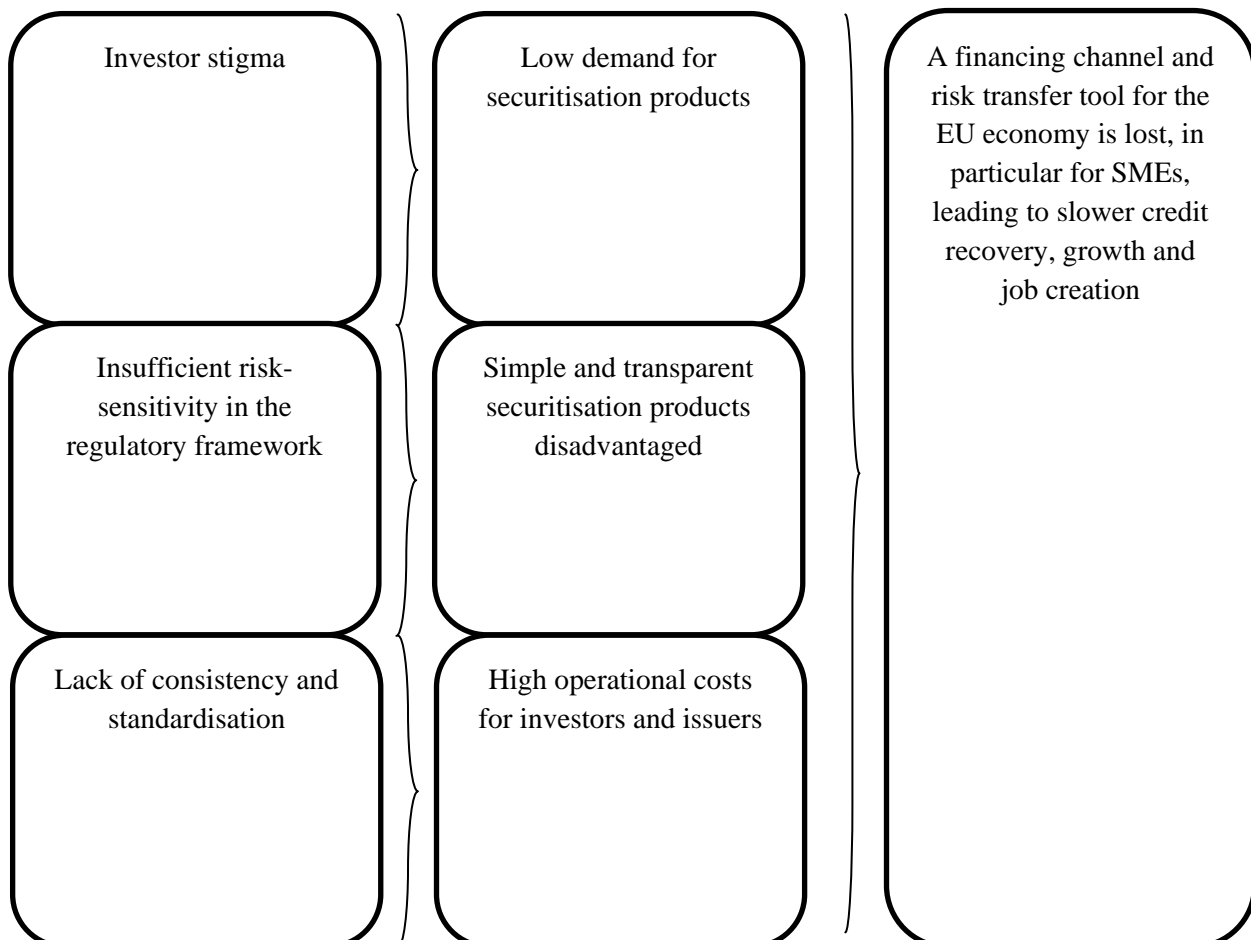 Investor stigma
Low demand for
securitisation products
A financing channel and
risk transfer tool for the
EU economy is lost, in
particular for SMEs,
leading to slower credit
recovery, growth and
job creation
Insufficient risk-
sensitivity in the
regulatory framework
Simple and transparent
securitisation products
disadvantaged
Lack of consistency and
standardisation
High operational costs
for investors and issuers